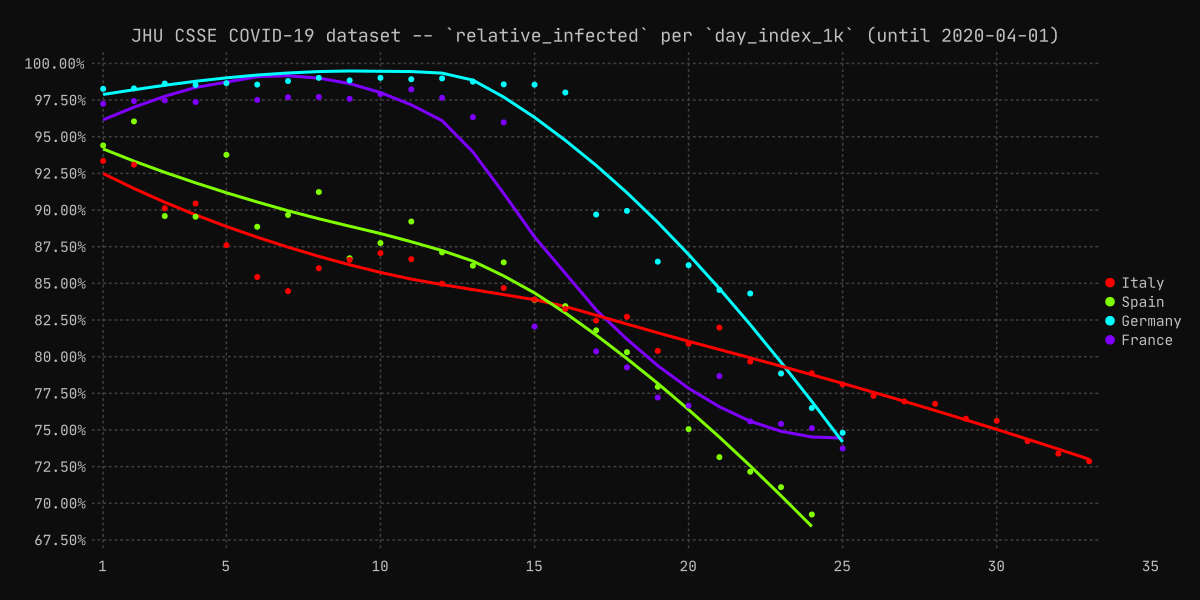 JHU CSSE COVID-19 dataset -- `relative_infected` per `day_index_1k` (until 2020-04-01)
100.00%
97.50%
95.00%
92.50%
90.00%
87.50%
85.00%
82.50%
80.00%
77.50%
75.00%
72.50%
70.00%
67.50%
1 5 10 15 20 25 30 35
Italy
Spain
Germany
France